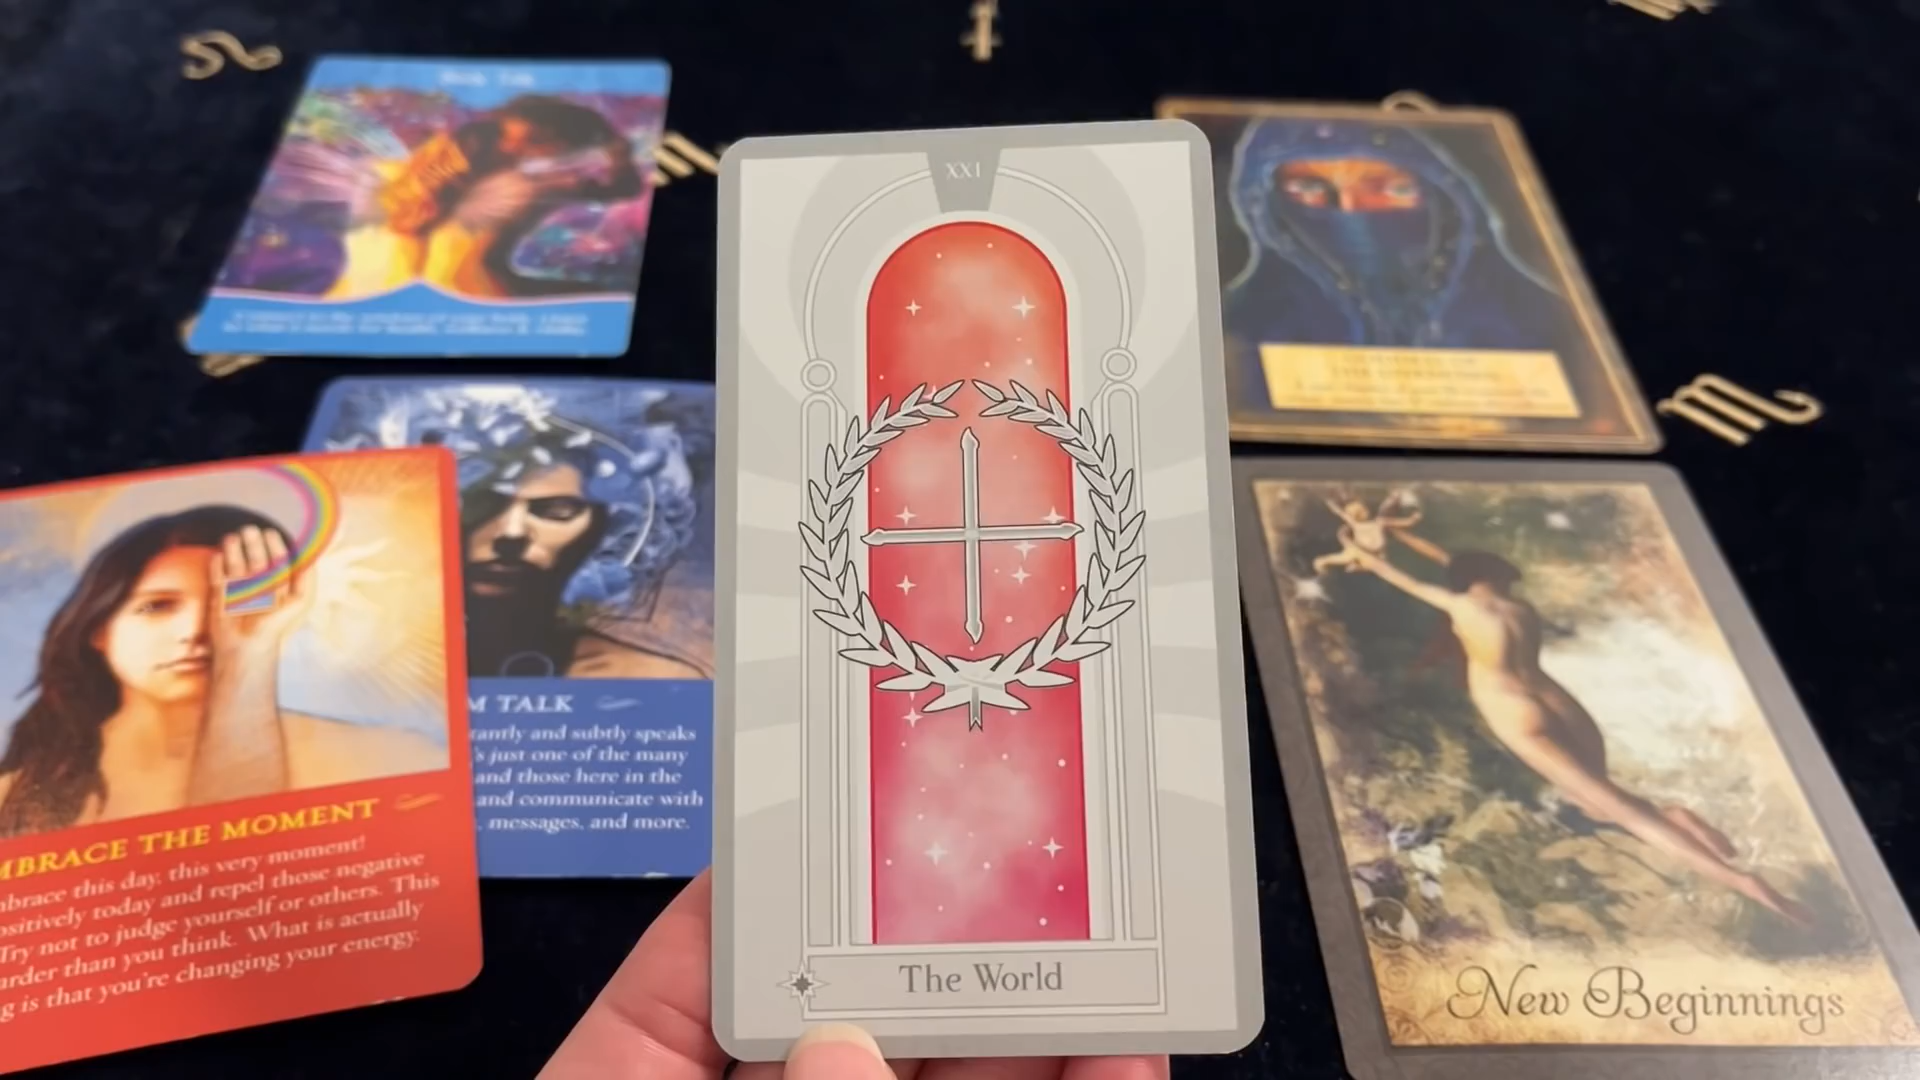 XXI
The World
EMBRACE THE MOMENT
mbrace this day, this very moment!
ositively today and repel those negative
Try not to judge yourself or others. This
arder than you think. What is actually
g is that you're changing your energy.
M TALK
tantly and subtly speaks
's just one of the many
and those here in the
and communicate with
, messages, and more.
New Beginnings